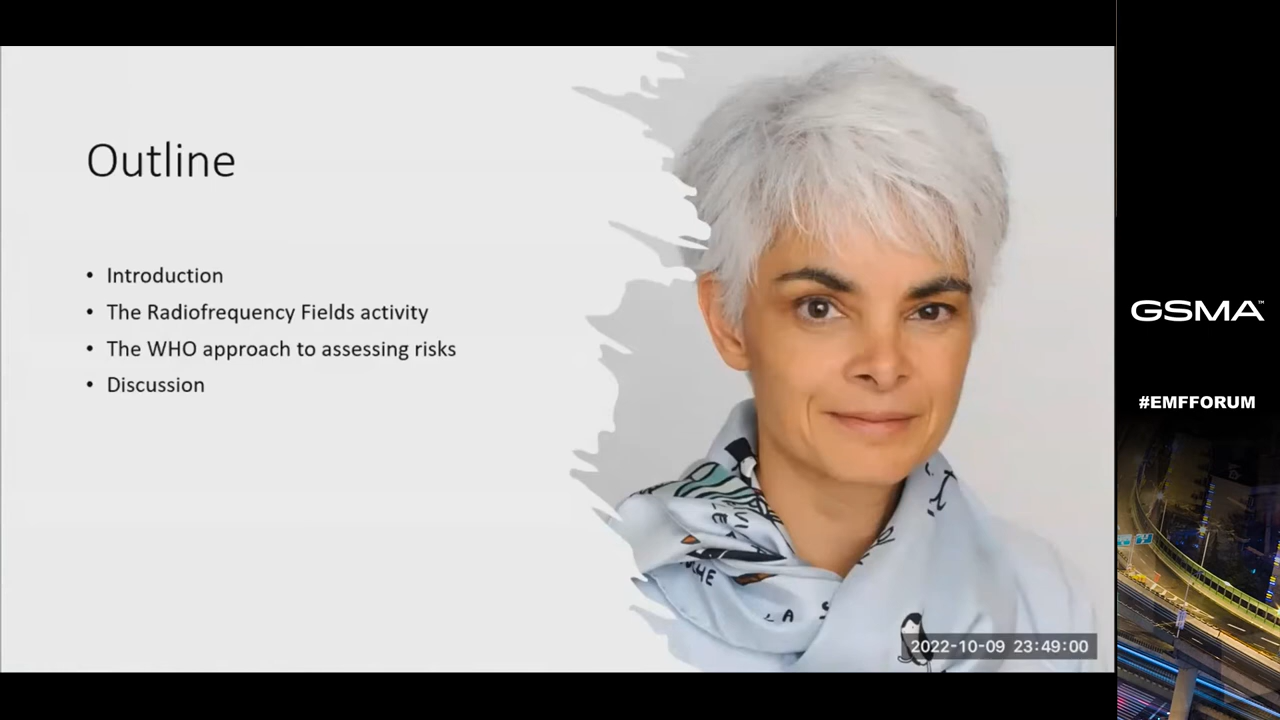 Outline
• Introduction
• The Radiofrequency Fields activity
• The WHO approach to assessing risks
• Discussion
2022-10-09 23:49:00
GSMA™
#EMFFORUM